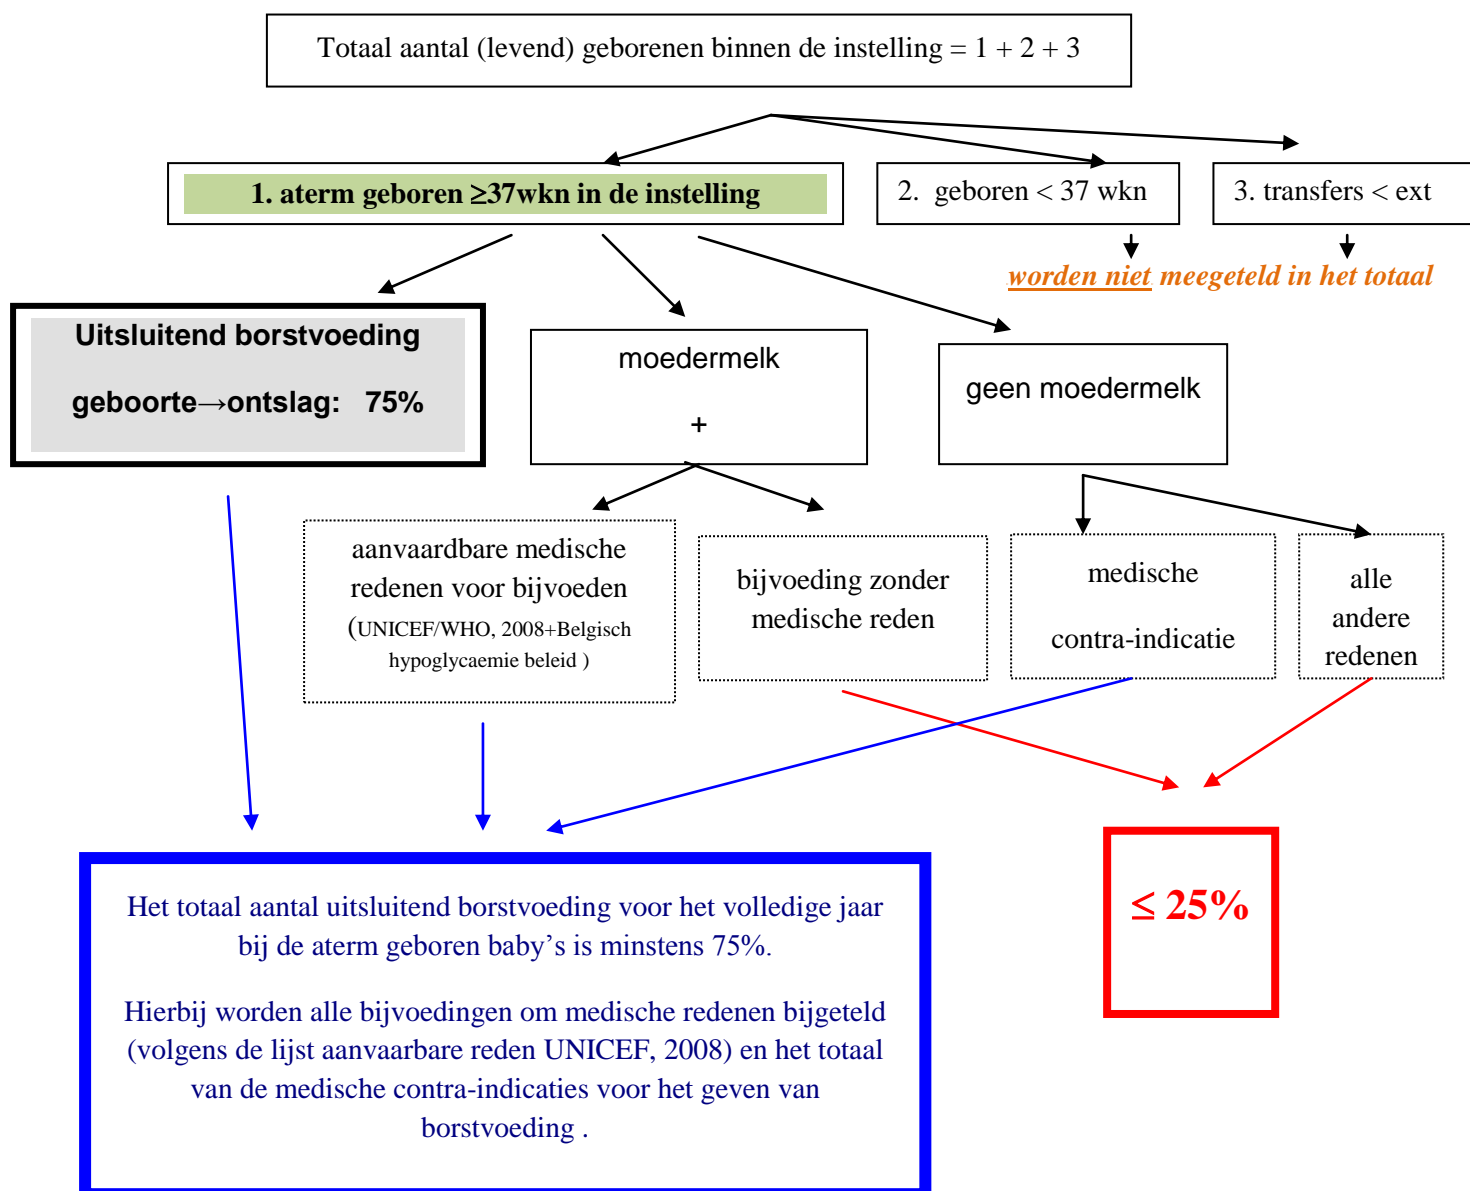 Totaal aantal (levend) geborenen binnen de instelling = 1 + 2 + 3
1. aterm geboren ≥37wkn in de instelling
2. geboren < 37 wkn
3. transfers < ext
worden niet meegeteld in het totaal
Uitsluitend borstvoeding
geboorte→ontslag: 75%
moedermelk
+
geen moedermelk
aanvaardbare medische
redenen voor bijvoeden
(UNICEF/WHO, 2008+Belgisch
hypoglycaemie beleid )
bijvoeding zonder
medische reden
medische
contra-indicatie
alle
andere
redenen
Het totaal aantal uitsluitend borstvoeding voor het volledige jaar
bij de aterm geboren baby’s is minstens 75%.
Hierbij worden alle bijvoedingen om medische redenen bijgeteld
(volgens de lijst aanvaarbare reden UNICEF, 2008) en het totaal
van de medische contra-indicaties voor het geven van
borstvoeding .
≤ 25%